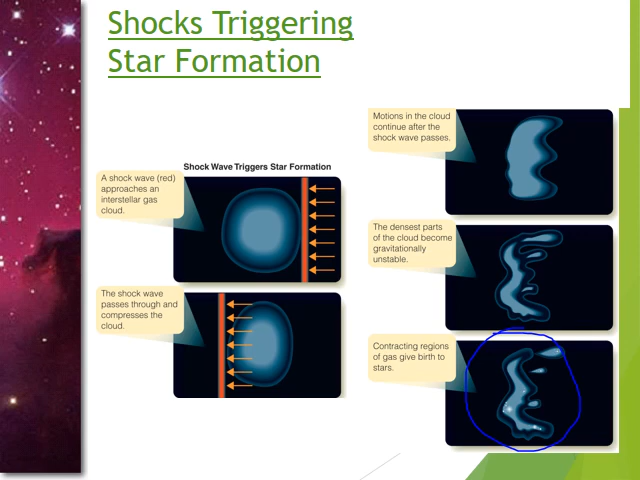 Shocks Triggering
Star Formation
Shock Wave Triggers Star Formation
A shock wave (red)
approaches an
interstellar gas
cloud.
The shock wave
passes through and
compresses the
cloud.
Motions in the cloud
continue after the
shock wave passes.
The densest parts
of the cloud become
gravitationally
unstable.
Contracting regions
of gas give birth to
stars.